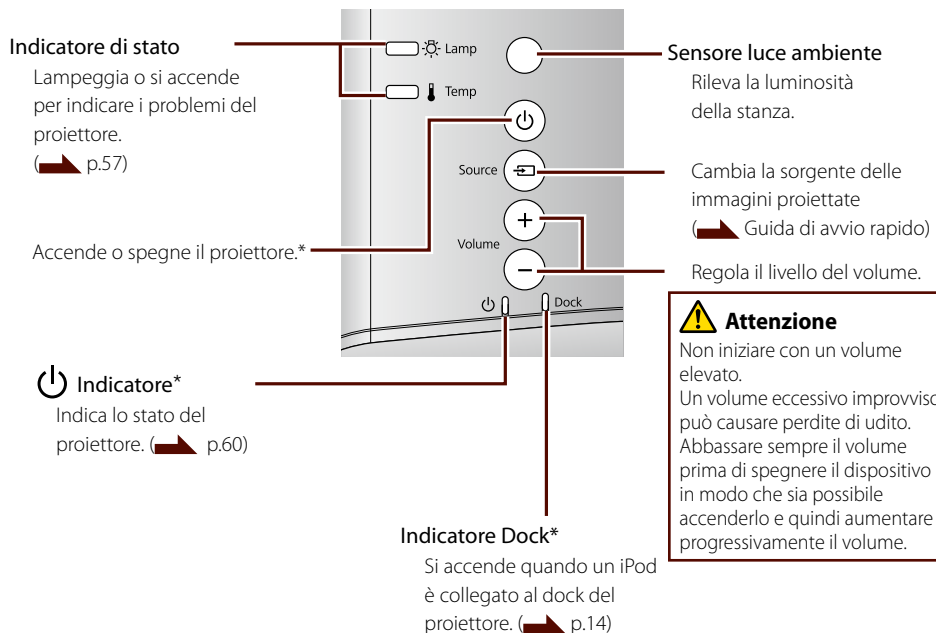 Indicatore di stato
Lampeggia o si accende
per indicare i problemi del
proiettore.
( p.57)
Accende o spegne il proiettore.*
Indicatore*
Indica lo stato del
proiettore. ( p.60)
Lamp
Temp
Source
Volume
Dock
Indicatore Dock*
Si accende quando un iPod
è collegato al dock del
proiettore. ( p.14)
Sensore luce ambiente
Rileva la luminosità
della stanza.
Cambia la sorgente delle
immagini proiettate
( Guida di avvio rapido)
Regola il livello del volume.
Attenzione
Non iniziare con un volume
elevato.
Un volume eccessivo improvviso
può causare perdite di udito.
Abbassare sempre il volume
prima di spegnere il dispositivo
in modo che sia possibile
accenderlo e quindi aumentare
progressivamente il volume.